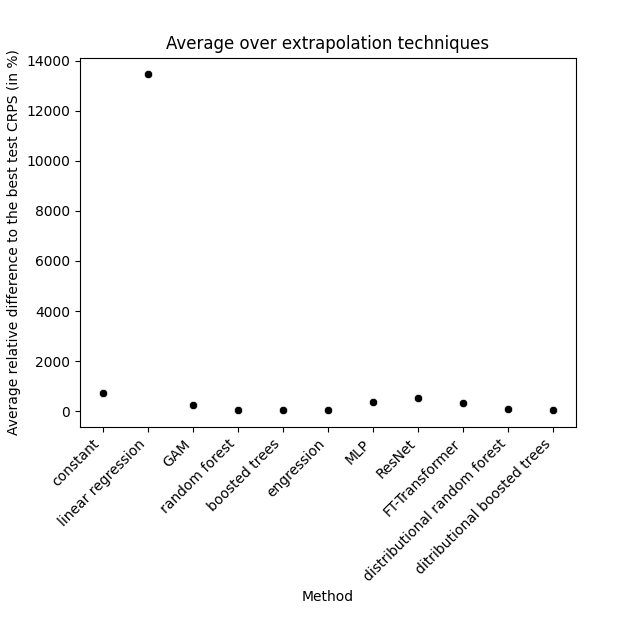 Average over extrapolation techniques
Average relative difference to the best test CRPS (in %)
14000
12000
10000
8000
6000
4000
2000
0
constant
linear regression
GAM
random forest
boosted trees
engression
MLP
ResNet
FT-Transformer
distributional random forest
ditributional boosted trees
Method